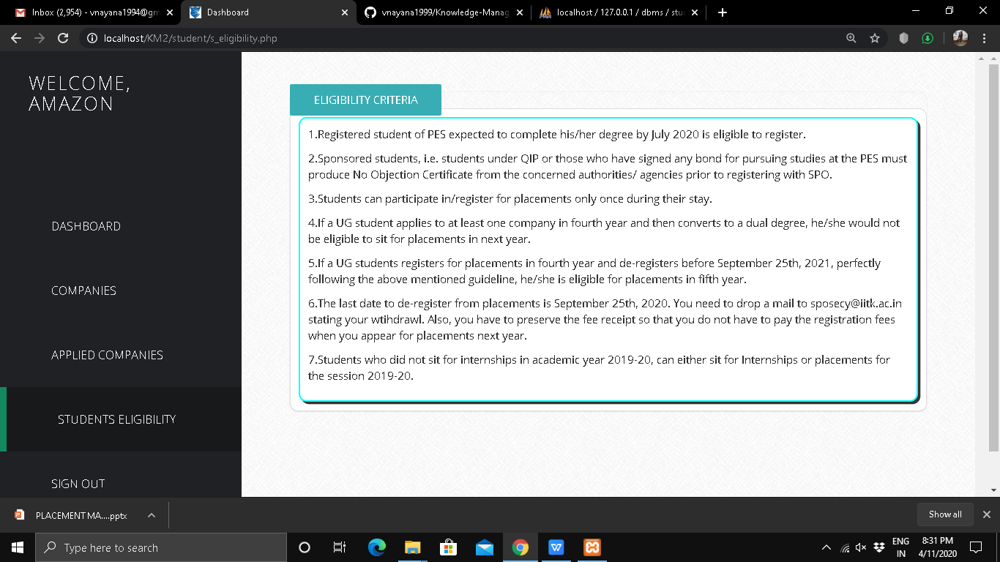 Inbox (2,954) - vnayana1994@gm
Dashboard
vnayana1999/Knowledge-Manag
localhost / 127.0.0.1 / dbms / stu
localhost/KM2/student/s_eligibility.php
WELCOME,
AMAZON
DASHBOARD
COMPANIES
APPLIED COMPANIES
STUDENTS ELIGIBILITY
SIGN OUT
ELIGIBILITY CRITERIA
1.Registered student of PES expected to complete his/her degree by July 2020 is eligible to register.
2.Sponsored students, i.e. students under QIP or those who have signed any bond for pursuing studies at the PES must
produce No Objection Certificate from the concerned authorities/ agencies prior to registering with SPO.
3.Students can participate in/register for placements only once during their stay.
4.If a UG student applies to at least one company in fourth year and then converts to a dual degree, he/she would not
be eligible to sit for placements in next year.
5.If a UG students registers for placements in fourth year and de-registers before September 25th, 2021, perfectly
following the above mentioned guideline, he/she is eligible for placements in fifth year.
6.The last date to de-register from placements is September 25th, 2020. You need to drop a mail to sposecy@iitk.ac.in
stating your wtihdrawl. Also, you have to preserve the fee receipt so that you do not have to pay the registration fees
when you appear for placements next year.
7.Students who did not sit for internships in academic year 2019-20, can either sit for Internships or placements for
the session 2019-20.
PLACEMENT MA....pptx
Show all
Type here to search
ENG
IN
8:31 PM
4/11/2020